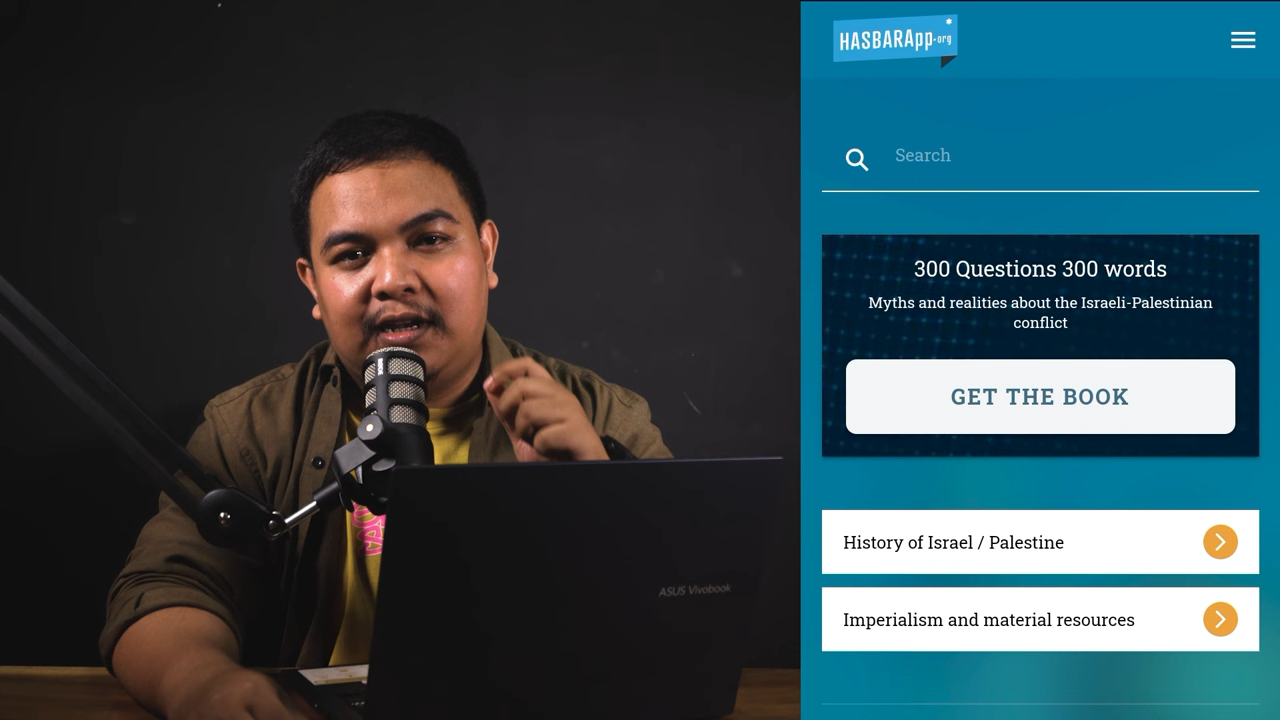 HASBARApp.org
Search
300 Questions 300 words
Myths and realities about the Israeli-Palestinian
conflict
GET THE BOOK
History of Israel / Palestine
Imperialism and material resources
ASUS Vivobook